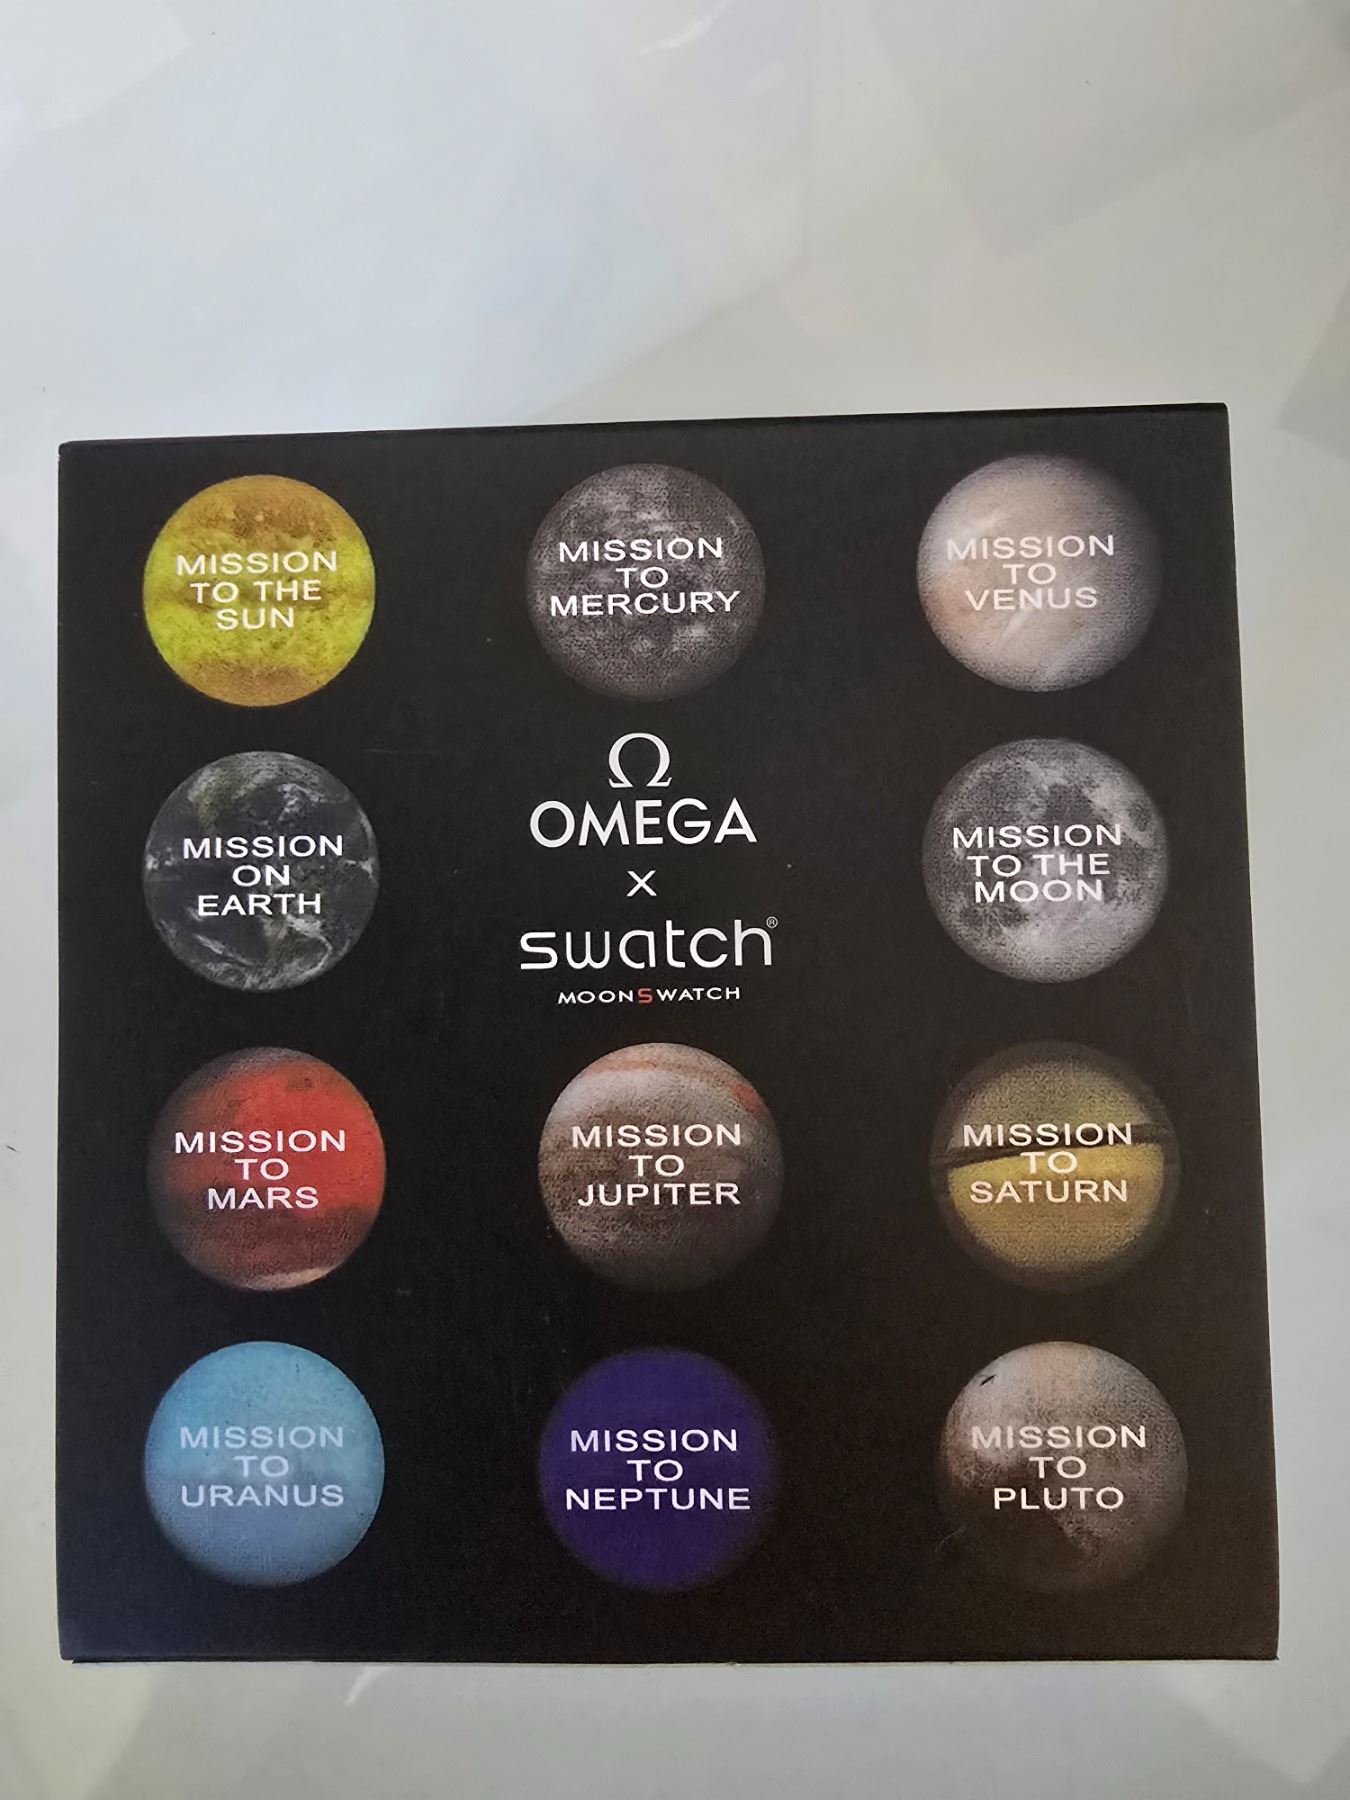 MISSION
TO THE
SUN
MISSION
TO
MERCURY
MISSION
TO
VENUS
MISSION
ON
EARTH
Ω
OMEGA
x
swatch®
MOONSWATCH
MISSION
TO THE
MOON
MISSION
TO
MARS
MISSION
TO
JUPITER
MISSION
TO
SATURN
MISSION
TO
URANUS
MISSION
TO
NEPTUNE
MISSION
TO
PLUTO